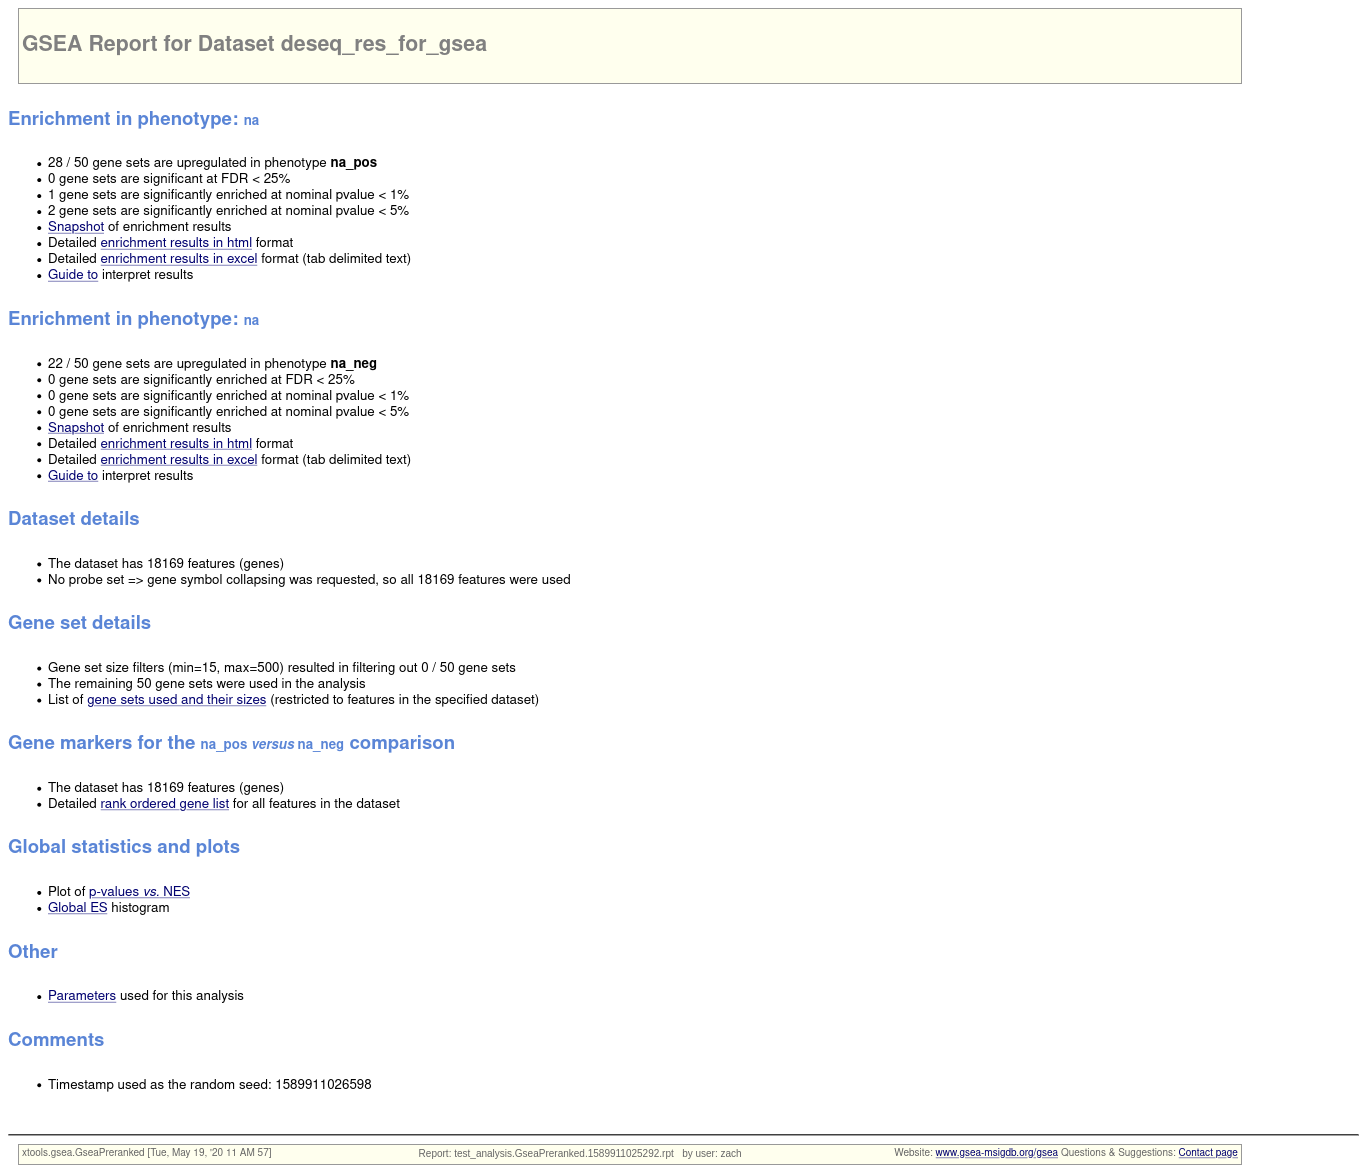 GSEA Report for Dataset deseq_res_for_gsea
Enrichment in phenotype: na
• 28 / 50 gene sets are upregulated in phenotype na_pos
• 0 gene sets are significant at FDR < 25%
• 1 gene sets are significantly enriched at nominal pvalue < 1%
• 2 gene sets are significantly enriched at nominal pvalue < 5%
• Snapshot of enrichment results
• Detailed enrichment results in html format
• Detailed enrichment results in excel format (tab delimited text)
• Guide to interpret results
Enrichment in phenotype: na
• 22 / 50 gene sets are upregulated in phenotype na_neg
• 0 gene sets are significantly enriched at FDR < 25%
• 0 gene sets are significantly enriched at nominal pvalue < 1%
• 0 gene sets are significantly enriched at nominal pvalue < 5%
• Snapshot of enrichment results
• Detailed enrichment results in html format
• Detailed enrichment results in excel format (tab delimited text)
• Guide to interpret results
Dataset details
• The dataset has 18169 features (genes)
• No probe set => gene symbol collapsing was requested, so all 18169 features were used
Gene set details
• Gene set size filters (min=15, max=500) resulted in filtering out 0 / 50 gene sets
• The remaining 50 gene sets were used in the analysis
• List of gene sets used and their sizes (restricted to features in the specified dataset)
Gene markers for the na_pos versus na_neg comparison
• The dataset has 18169 features (genes)
• Detailed rank ordered gene list for all features in the dataset
Global statistics and plots
• Plot of p-values vs. NES
• Global ES histogram
Other
• Parameters used for this analysis
Comments
• Timestamp used as the random seed: 1589911026598
xtools.gsea.GseaPreranked [Tue, May 19, '20 11 AM 57] Report: test_analysis.GseaPreranked.1589911025292.rpt by user: zach Website: www.gsea-msigdb.org/gsea Questions & Suggestions: Contact page